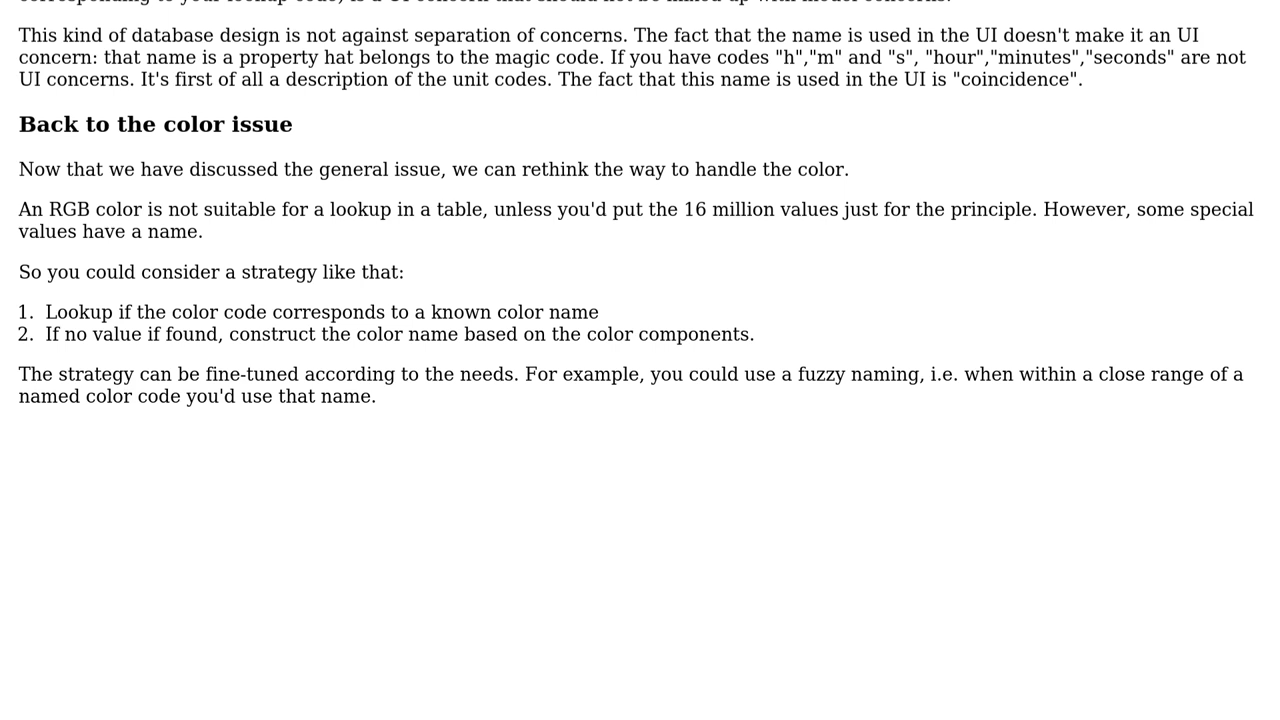 This kind of database design is not against separation of concerns. The fact that the name is used in the UI doesn't make it an UI
concern: that name is a property hat belongs to the magic code. If you have codes "h","m" and "s", "hour","minutes","seconds" are not
UI concerns. It's first of all a description of the unit codes. The fact that this name is used in the UI is "coincidence".
Back to the color issue
Now that we have discussed the general issue, we can rethink the way to handle the color.
An RGB color is not suitable for a lookup in a table, unless you'd put the 16 million values just for the principle. However, some special
values have a name.
So you could consider a strategy like that:
1. Lookup if the color code corresponds to a known color name
2. If no value if found, construct the color name based on the color components.
The strategy can be fine-tuned according to the needs. For example, you could use a fuzzy naming, i.e. when within a close range of a
named color code you'd use that name.